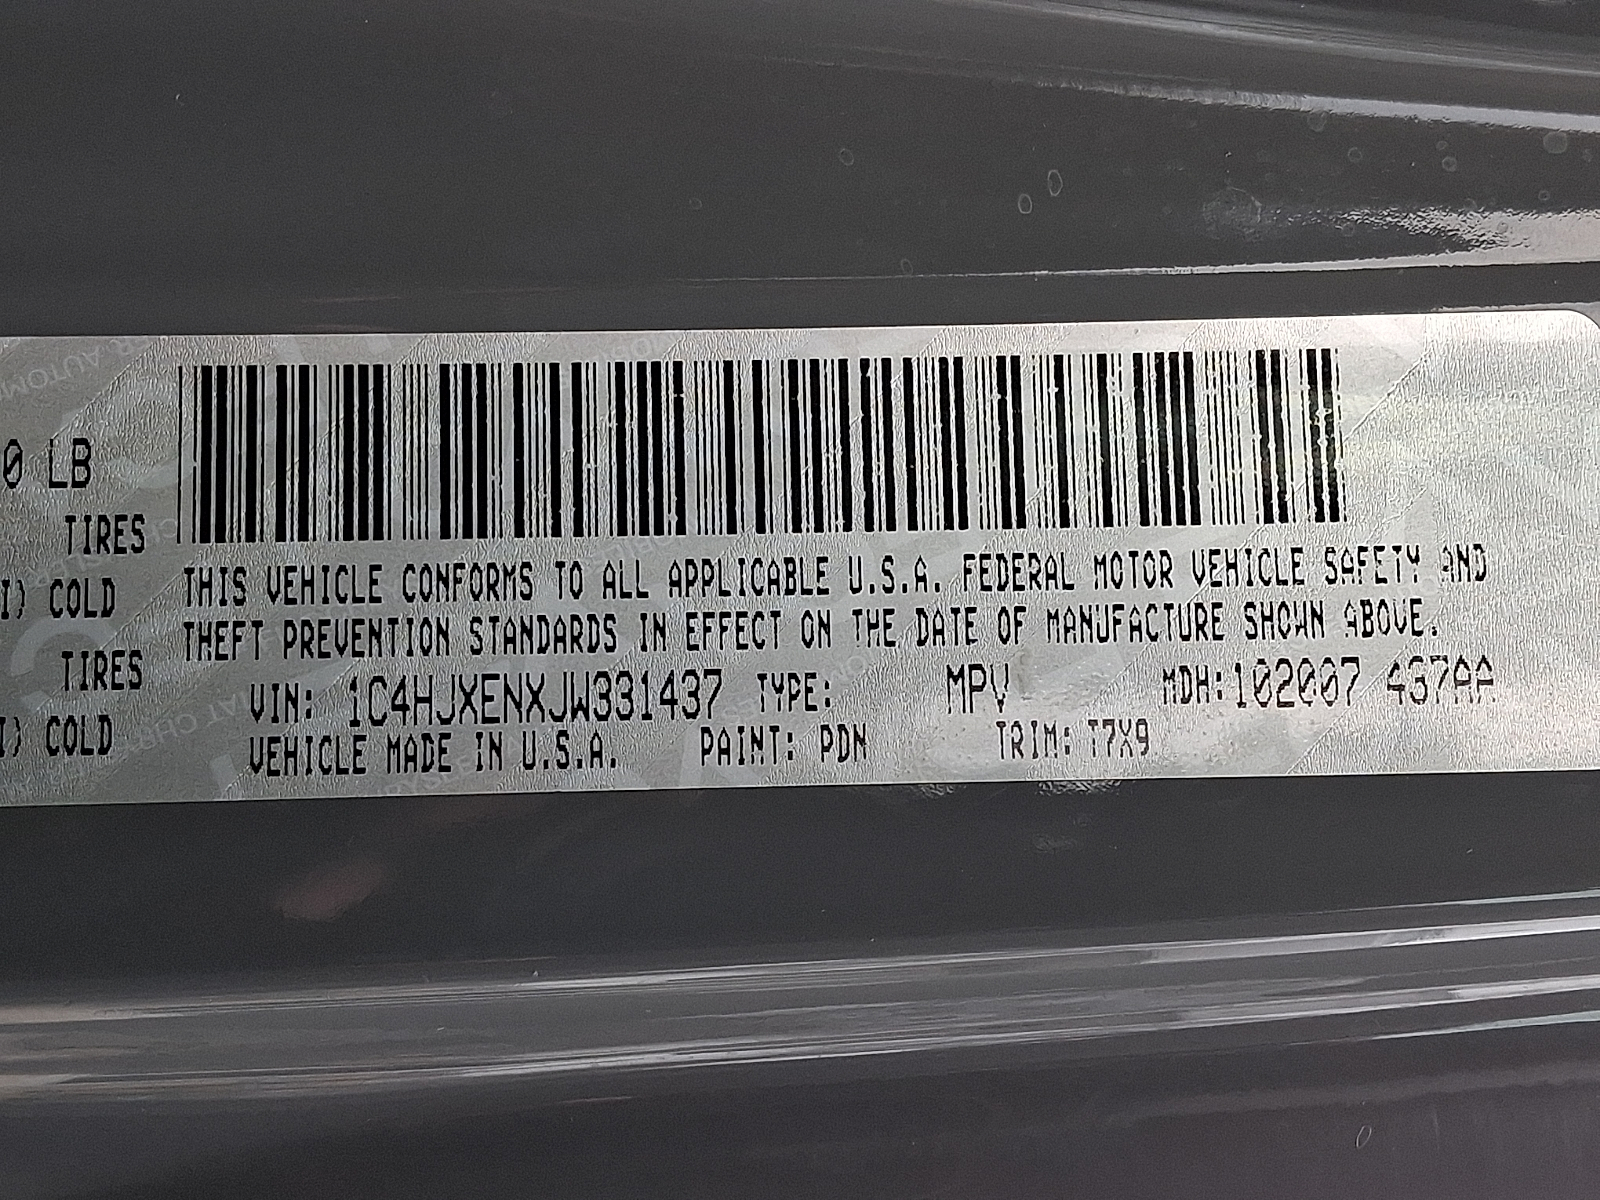 0 LB
TIRES
I) COLD
TIRES
I) COLD
THIS VEHICLE CONFORMS TO ALL APPLICABLE U.S.A. FEDERAL MOTOR VEHICLE SAFETY AND
THEFT PREVENTION STANDARDS IN EFFECT ON THE DATE OF MANUFACTURE SHOWN ABOVE.
VIN: 1C4HJXENXJW331437 TYPE: MPV MDH:102007 437AA
VEHICLE MADE IN U.S.A. PAINT: PDN TRIM: T7X9